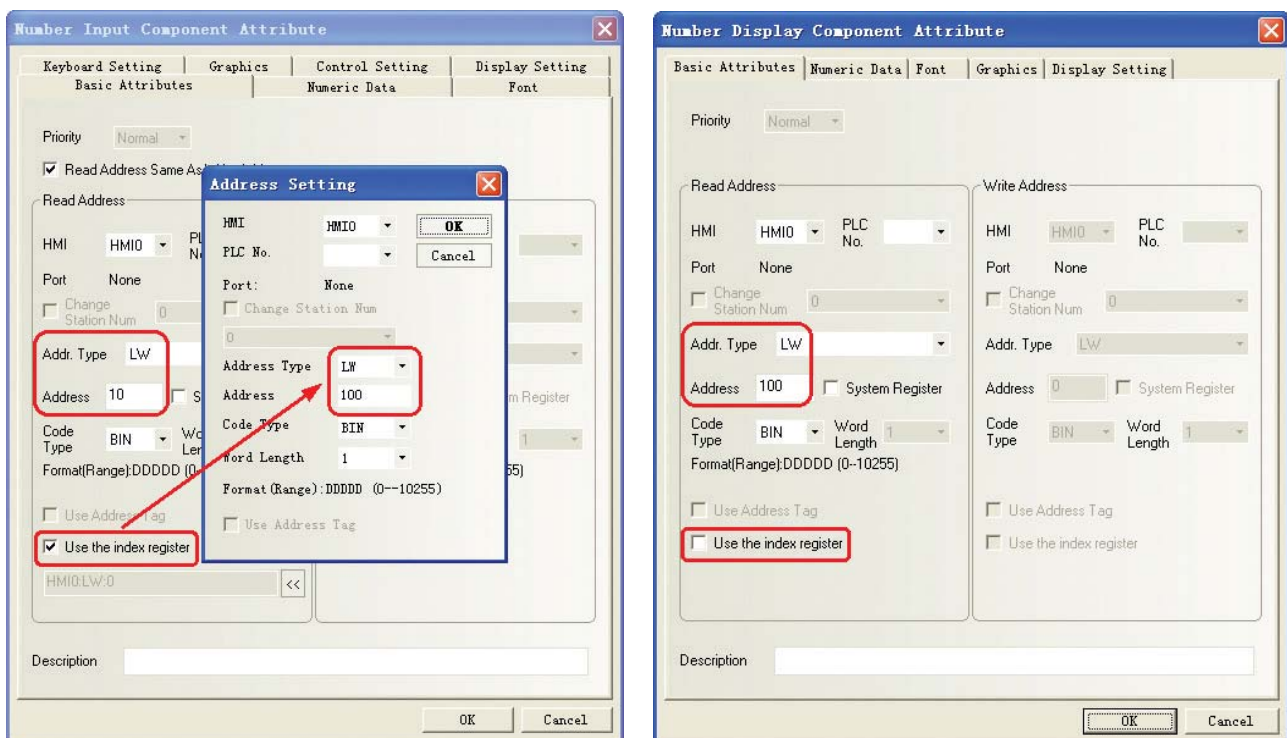 Number Input Component Attribute
Keyboard Setting Graphics Control Setting Display Setting
Basic Attributes Numeric Data Font
Priority Normal
Read Address Same As
Read Address
HMI HMI0
Port None
Change
Station Num 0
Addr. Type LW
Address 10 S
Code
Type BIN
Format(Range):DDDDD (0-
m Register
1
55)
Use Address Tag
Use the index register
HMI0:LW:0 <<
Description
OK Cancel
Address Setting
HMI HMI0 OK
PLC No. Cancel
Port: None
Change Station Num
0
Address Type LW
Address 100
Code Type BIN
Word Length 1
Format(Range):DDDDD (0--10255)
Use Address Tag
Number Display Component Attribute
Basic Attributes Numeric Data Font Graphics Display Setting
Priority Normal
Read Address
HMI HMI0 PLC
No.
Port None
Change
Station Num 0
Addr. Type LW
Address 100 System Register
Code
Type BIN Word
Length 1
Format(Range):DDDDD (0--10255)
Use Address Tag
Use the index register
Write Address
HMI HMI0 PLC
No.
Port None
Change
Station Num 0
Addr. Type LW
Address 0 System Register
Code
Type BIN Word
Length 1
Use Address Tag
Use the index register
Description
OK Cancel